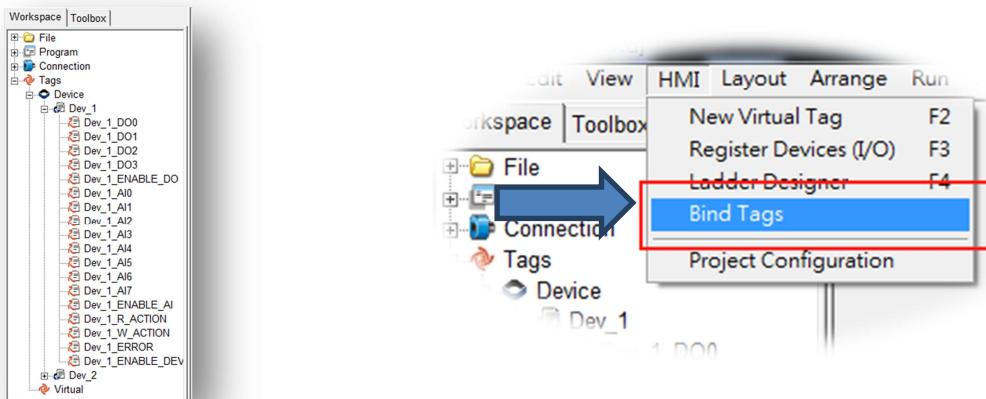 Workspace Toolbox
File
Program
Connection
Tags
Device
Dev_1
Dev_1_DO0
Dev_1_DO1
Dev_1_DO2
Dev_1_DO3
Dev_1_ENABLE_DO
Dev_1_AI0
Dev_1_AI1
Dev_1_AI2
Dev_1_AI3
Dev_1_AI4
Dev_1_AI5
Dev_1_AI6
Dev_1_AI7
Dev_1_ENABLE_AI
Dev_1_R_ACTION
Dev_1_W_ACTION
Dev_1_ERROR
Dev_1_ENABLE_DEV
Dev_2
Virtual
View HMI Layout Arrange Run
Toolbox
File
Connection
Tags
Device
Dev_1
New Virtual Tag F2
Register Devices (I/O) F3
Ladder Designer F4
Bind Tags
Project Configuration